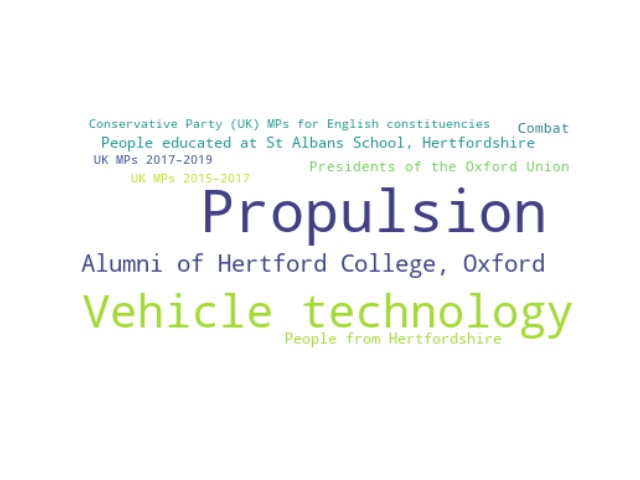 Conservative Party (UK) MPs for English constituencies
Combat
People educated at St Albans School, Hertfordshire
UK MPs 2017–2019
Presidents of the Oxford Union
UK MPs 2015–2017
Propulsion
Alumni of Hertford College, Oxford
Vehicle technology
People from Hertfordshire